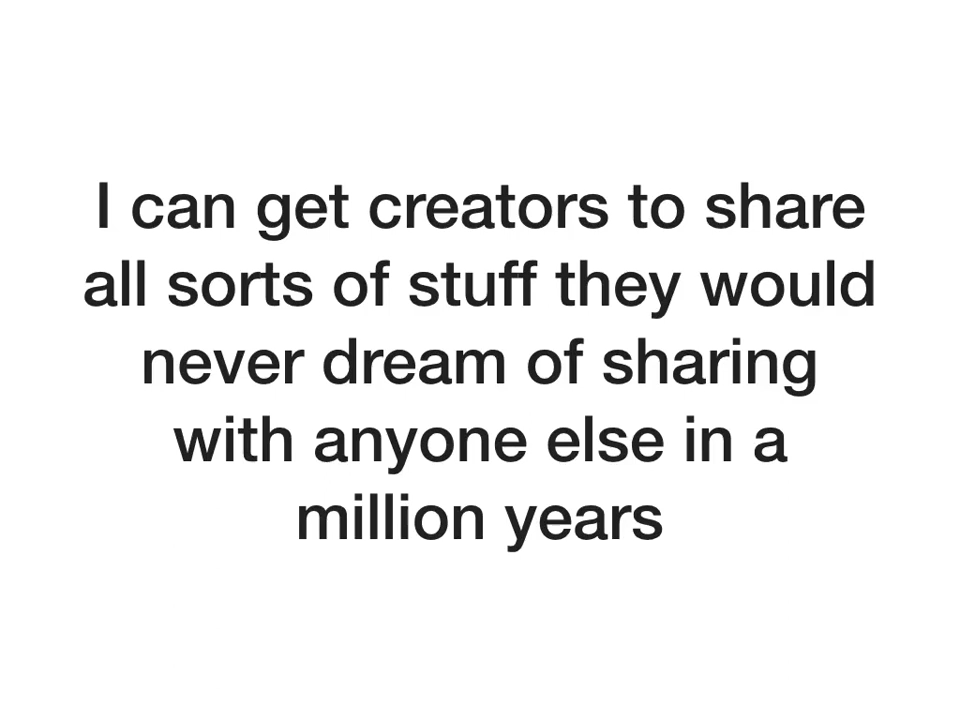 I can get creators to share
all sorts of stuff they would
never dream of sharing
with anyone else in a
million years